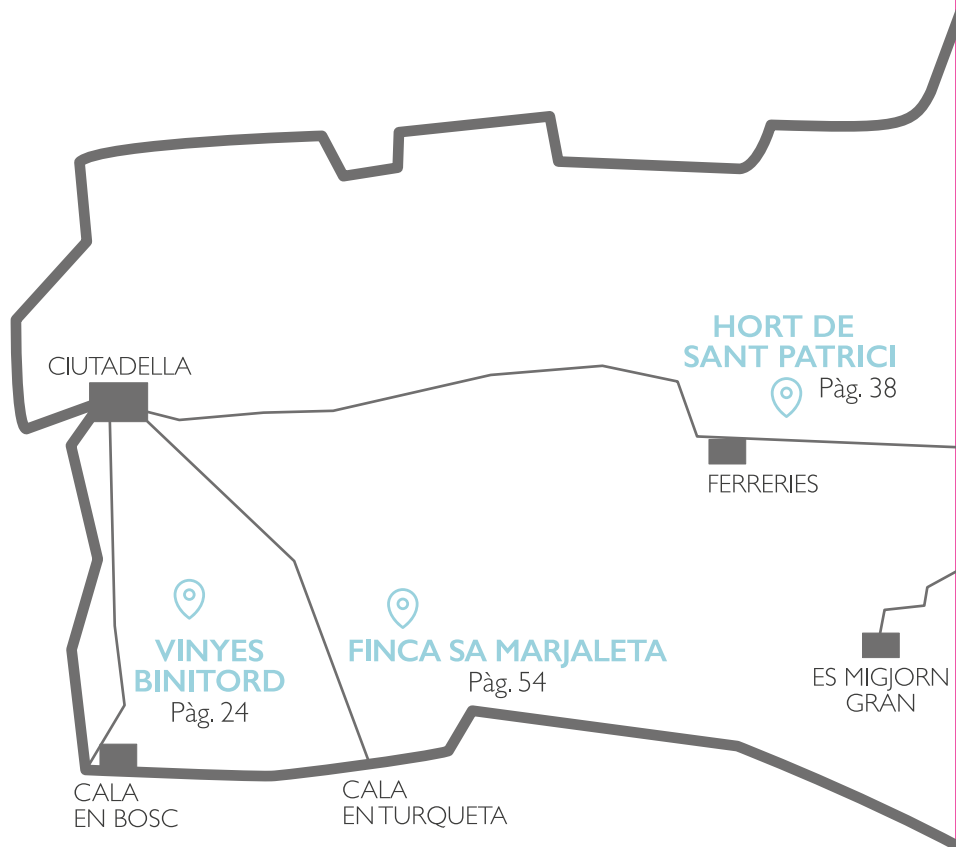 HORT DE
SANT PATRICI
Pàg. 38
CIUTADELLA
FERRERIES
VINYES
BINITORD
Pàg. 24
FINCA SA MARJALETA
Pàg. 54
ES MIGJORN
GRAN
CALA
EN BOSC
CALA
EN TURQUETA